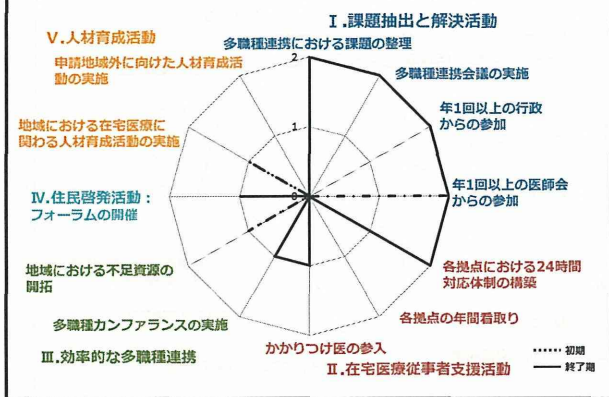 Ⅰ.課題抽出と解決活動
多職種連携における課題の整理
多職種連携会議の実施
年1回以上の行政
からの参加
年1回以上の医師会
からの参加
各拠点における24時間
対応体制の構築
各拠点の年間看取り
かかりつけ医の参入
Ⅱ.在宅医療従事者支援活動
多職種カンファランスの実施
Ⅲ.効率的な多職種連携
地域における不足資源の
開拓
Ⅳ.住民啓発活動：
フォーラムの開催
地域における在宅医療に
関わる人材育成活動の実施
Ⅴ.人材育成活動
申請地域外に向けた人材育成活
動の実施
2
1
0
初期
終了期